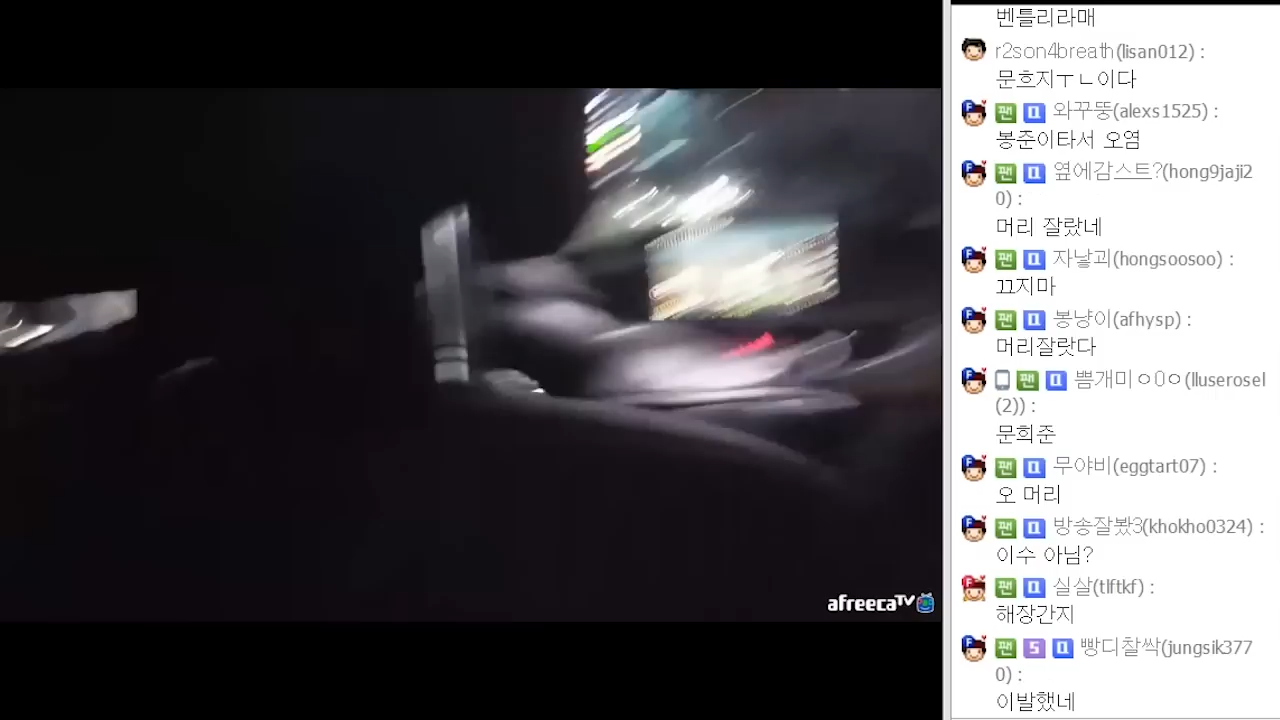 벤틀리라매
r2son4breath(lisan012) :
문흐지ㅜㄴ이다
팬 와꾸뚱(alexs1525) :
봉준이타서 오염
팬 옆에감스트?(hong9jaji2
0) :
머리 잘랐네
팬 자낳괴(hongsoosoo) :
끄지마
팬 봉냥이(afhysp) :
머리잘랏다
팬 쁨개미ㅇ0ㅇ(lluserosel
(2)) :
문희준
팬 무야비(eggtart07) :
오 머리
팬 방송잘봤3(khokho0324) :
이수 아님?
팬 실살(tlftkf) :
해장간지
팬 S 빵디찰싹(jungsik377
0) :
이발했네
afreecaTV